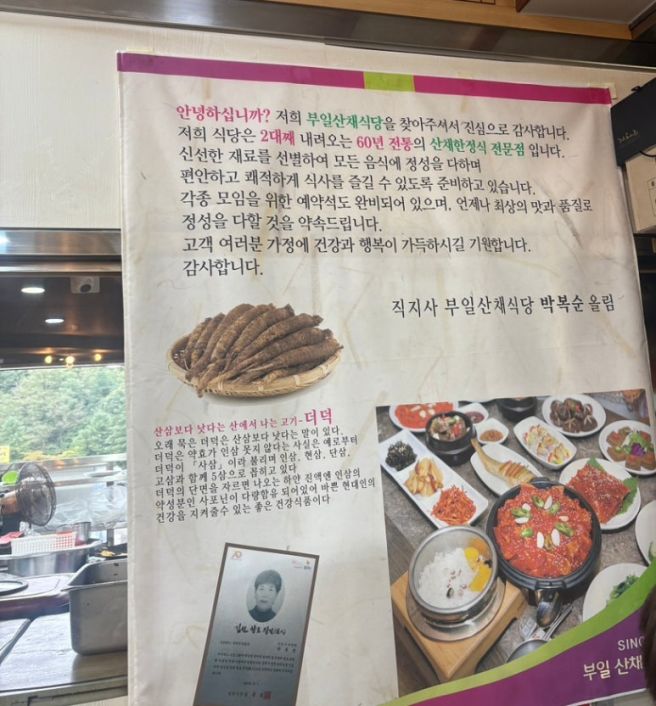 안녕하십니까? 저희 부일산채식당을 찾아주셔서 진심으로 감사합니다.
저희 식당은 2대째 내려오는 60년 전통의 산채한정식 전문점 입니다.
신선한 재료를 선별하여 모든 음식에 정성을 다하며
편안하고 쾌적하게 식사를 즐길 수 있도록 준비하고 있습니다.
각종 모임을 위한 예약석도 완비되어 있으며, 언제나 최상의 맛과 품질로
정성을 다할 것을 약속드립니다.
고객 여러분 가정에 건강과 행복이 가득하시길 기원합니다.
감사합니다.
직지사 부일산채식당 박복순 올림
산삼보다 낫다는 산에서 나는 고기-더덕
오래 묵은 더덕은 산삼보다 낫다는 말이 있다.
더덕은 약효가 인삼 못지 않다는 사실은 예로부터
더덕이 「사삼」이라 불리며 인삼, 현삼, 단삼,
고삼과 함께 5삼으로 꼽히고 있다
더덕의 단면을 자르면 나오는 하얀 진액엔 인삼의
약성분인 사포닌이 다량함유 되어있어 바쁜 현대인의
건강을 지켜줄수 있는 좋은 건강식품이다
SINC
부일 산채